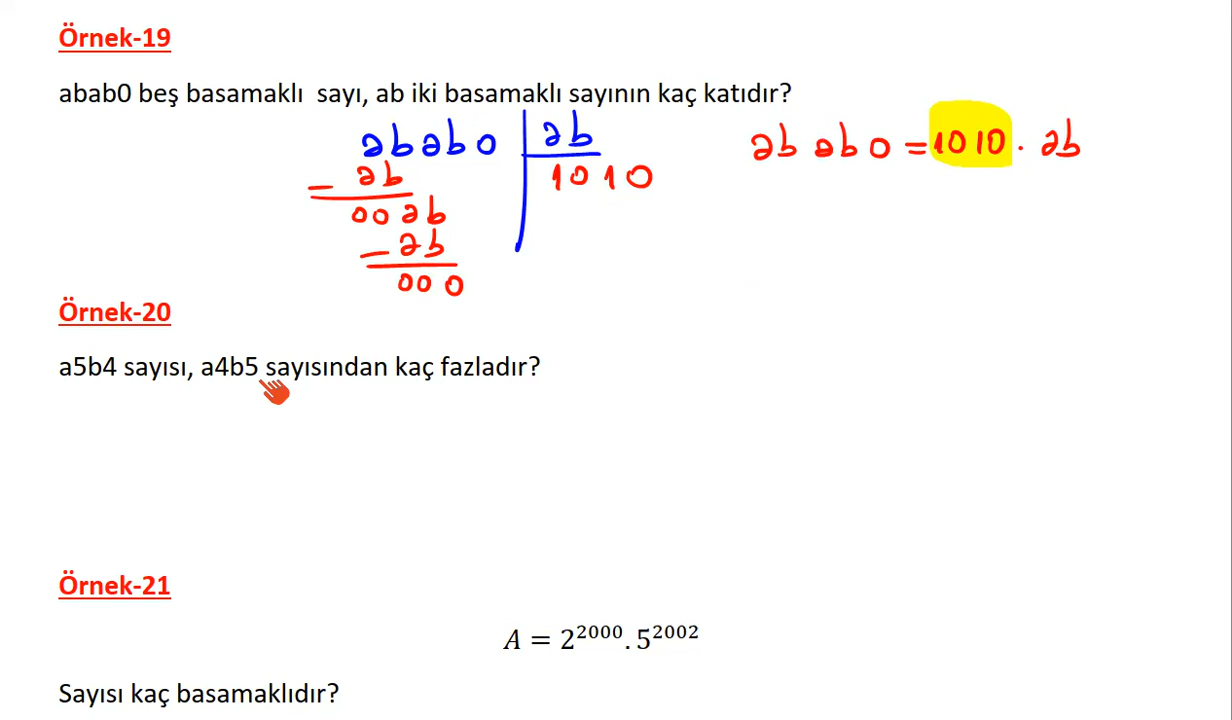 Örnek-19
abab0 beş basamaklı sayı, ab iki basamaklı sayının kaç katıdır?
ababo | ab
1010
ababo = 1010 . ab
- ab
00ab
- ab
000
Örnek-20
a5b4 sayısı, a4b5 sayısından kaç fazladır?
Örnek-21
A = 2^2000 . 5^2002
Sayısı kaç basamaklıdır?